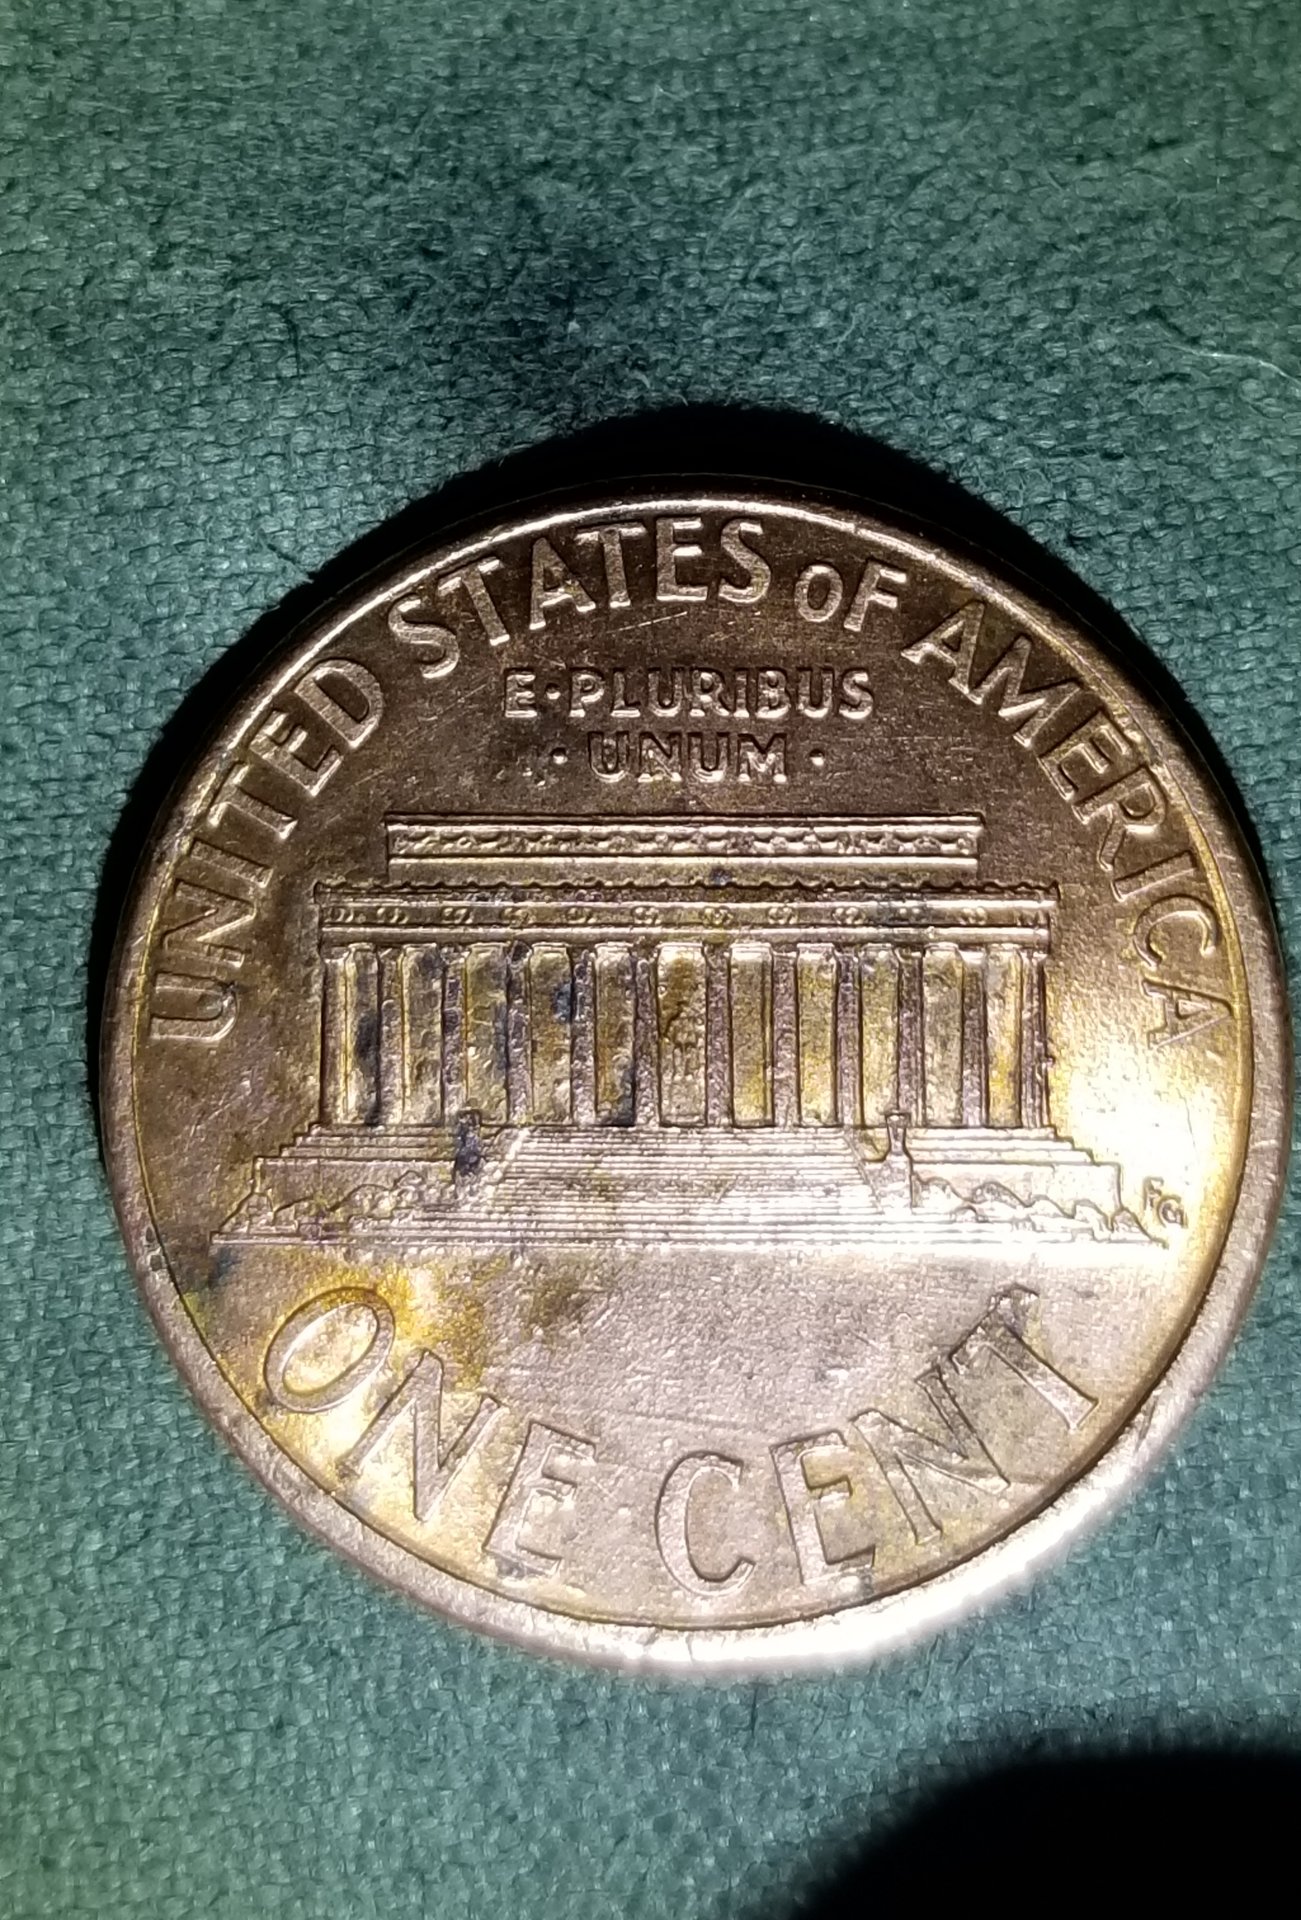 UNITED STATES OF AMERICA
E·PLURIBUS
· UNUM ·
FG
ONE CENT